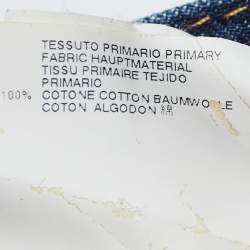 TESSUTO PRIMARIO PRIMARY
FABRIC HAUPTMATERIAL
TISSU PRIMAIRE TEJIDO
PRIMARIO
100% COTONE COTTON BAUMWOLLE
COTON ALGODON